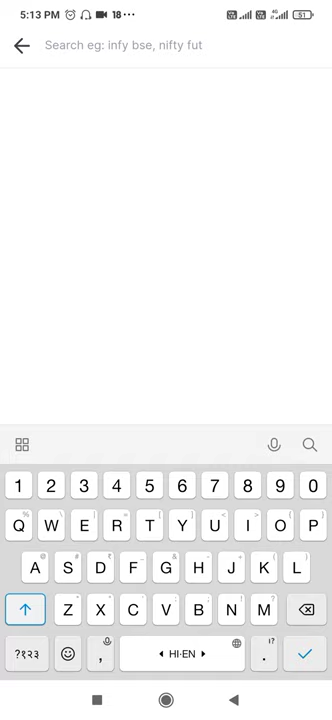 5:13 PM 18 51
Search eg: infy bse, nifty fut
1 2 3 4 5 6 7 8 9 0
Q W E R T Y U I O P
A S D F G H J K L
Z X C V B N M
?१२३ , HI-EN . !?